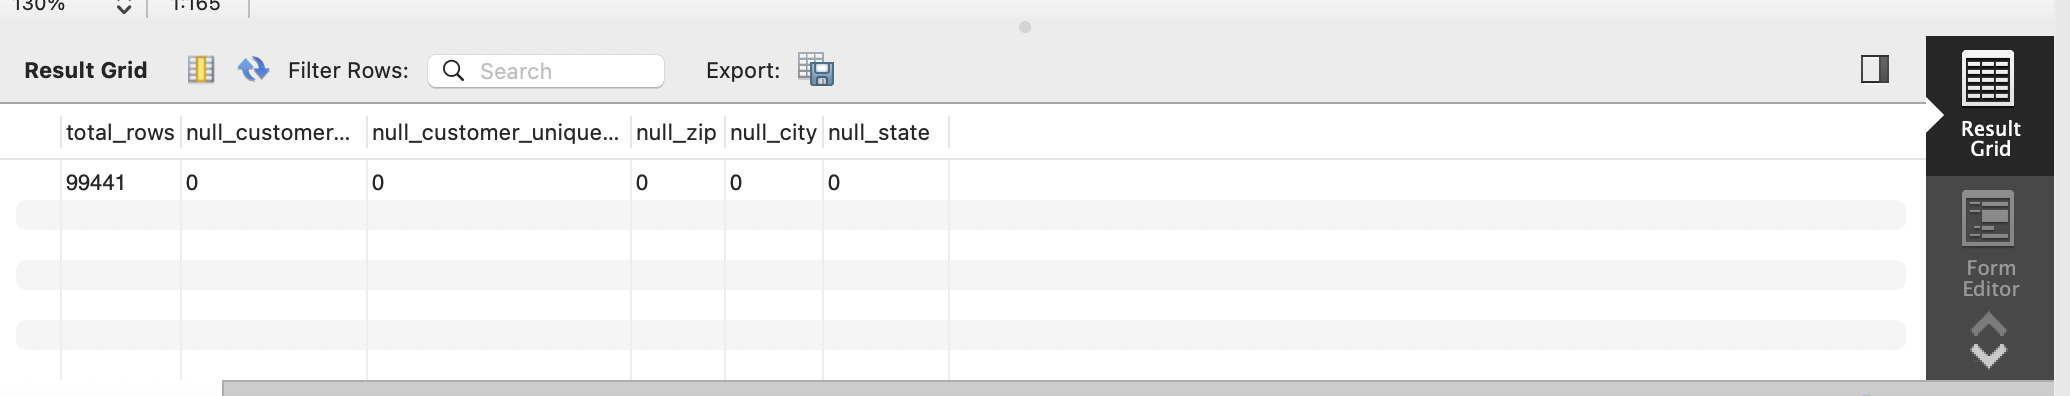 130% 1:165
Result Grid Filter Rows: Search Export:
total_rows null_customer... null_customer_unique... null_zip null_city null_state
99441 0 0 0 0 0
Result
Grid
Form
Editor